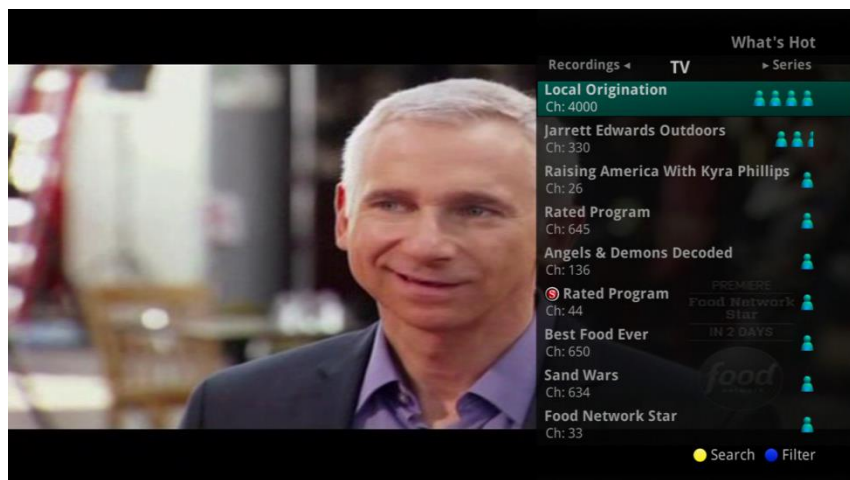 What's Hot
Recordings ◂ TV ▸ Series
Local Origination
Ch: 4000
Jarrett Edwards Outdoors
Ch: 330
Raising America With Kyra Phillips
Ch: 26
Rated Program
Ch: 645
Angels & Demons Decoded
Ch: 136
S Rated Program
Ch: 44
PREMIERE
Food Network
Star
IN 2 DAYS
Best Food Ever
Ch: 650
Sand Wars
Ch: 634
food
network
Food Network Star
Ch: 33
Search Filter